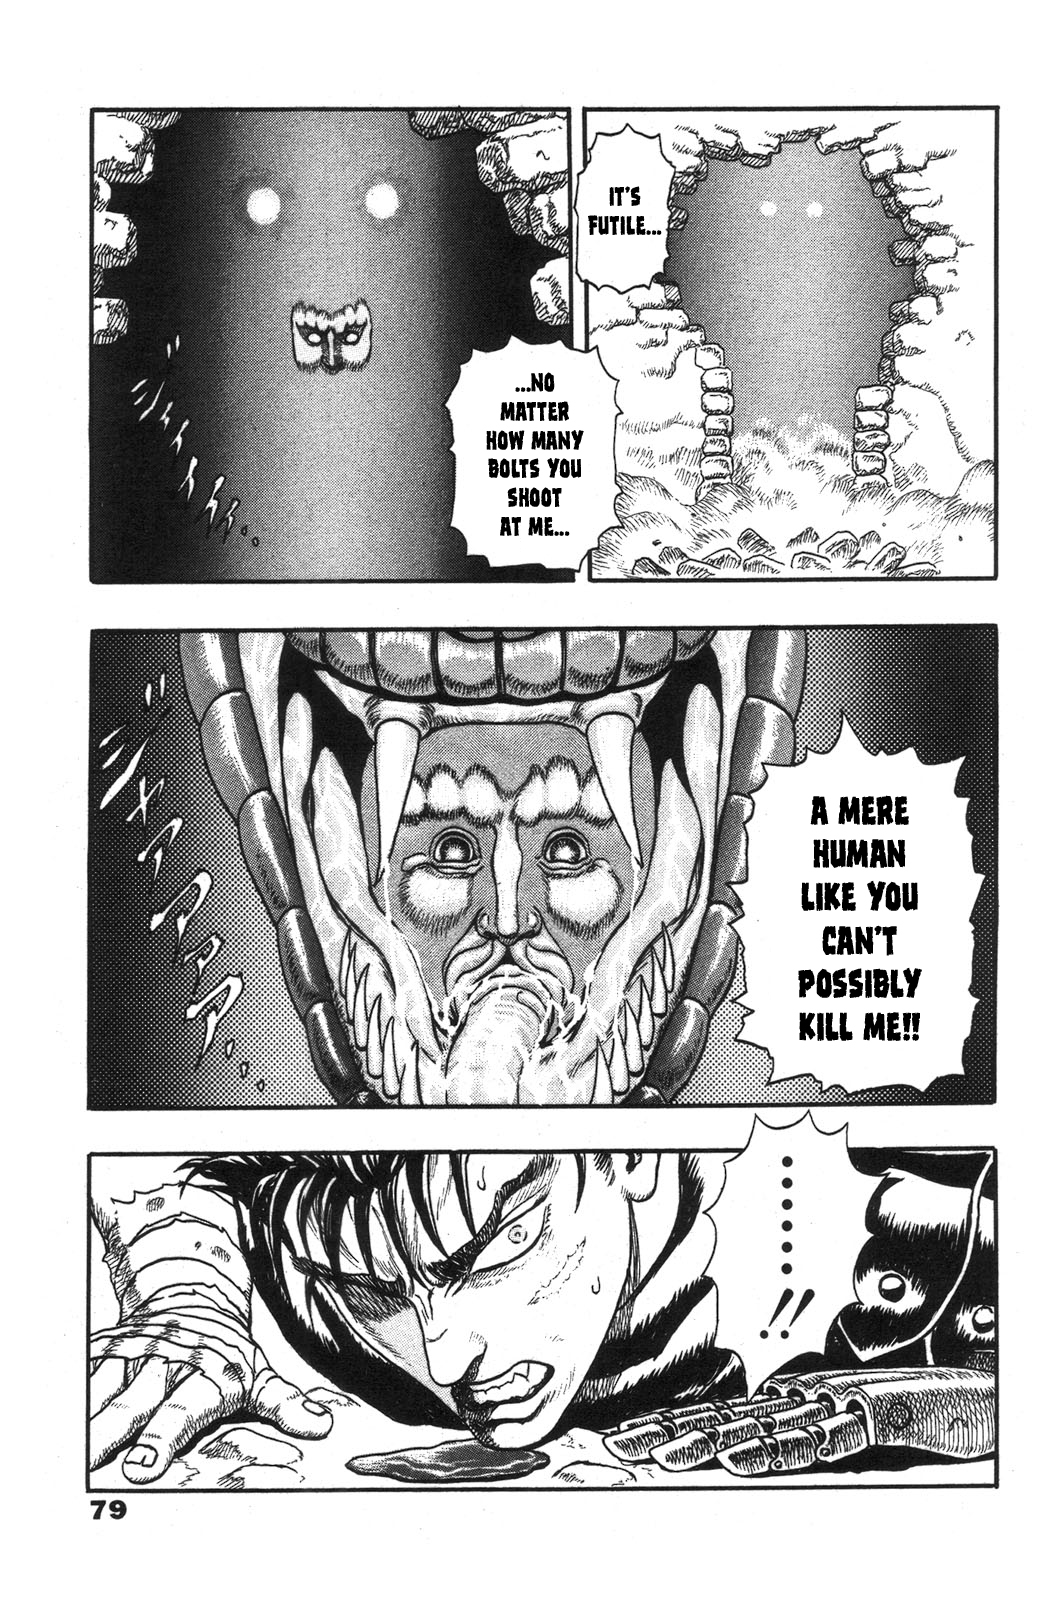 IT'S
FUTILE...
...NO
MATTER
HOW MANY
BOLTS YOU
SHOOT
AT ME...
A MERE
HUMAN
LIKE YOU
CAN'T
POSSIBLY
KILL ME!!
......!!
79